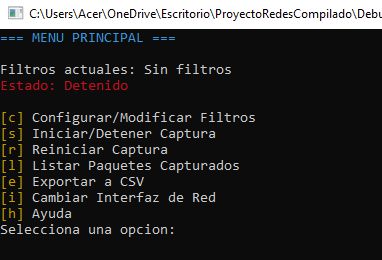 C:\Users\Acer\OneDrive\Escritorio\ProyectoRedesCompilado\Debu
=== MENU PRINCIPAL ===
Filtros actuales: Sin filtros
Estado: Detenido
[c] Configurar/Modificar Filtros
[s] Iniciar/Detener Captura
[r] Reiniciar Captura
[l] Listar Paquetes Capturados
[e] Exportar a CSV
[i] Cambiar Interfaz de Red
[h] Ayuda
Selecciona una opcion: